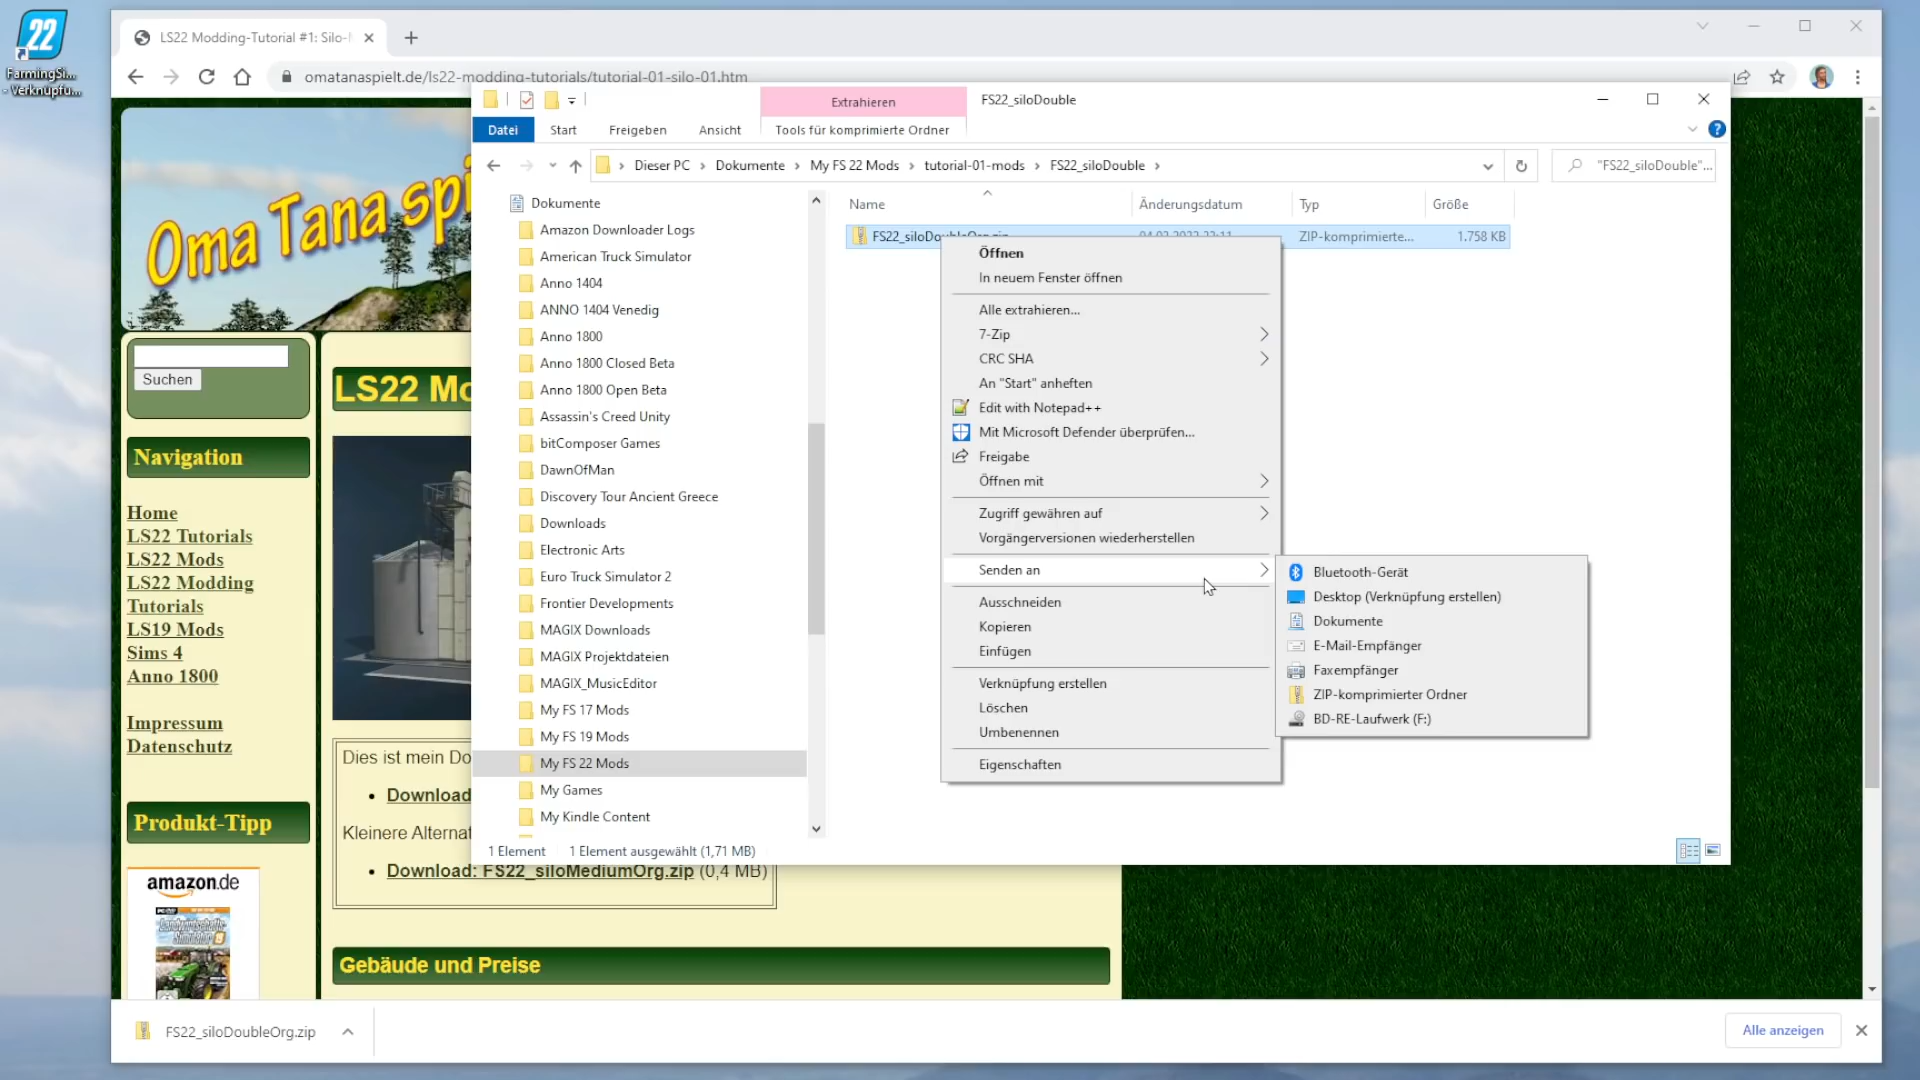 22
FarmingSi...
- Verknüpfu...
LS22 Modding-Tutorial #1: Silo-
omatanaspielt.de/ls22-modding-tutorials/tutorial-01-silo-01.htm
Extrahieren
FS22_siloDouble
Datei
Start
Freigeben
Ansicht
Tools für komprimierte Ordner
Dieser PC
Dokumente
My FS 22 Mods
tutorial-01-mods
FS22_siloDouble
"FS22_siloDouble"...
Oma Tana spi
Suchen
Navigation
Home
LS22 Tutorials
LS22 Mods
LS22 Modding
Tutorials
LS19 Mods
Sims 4
Anno 1800
Impressum
Datenschutz
Produkt-Tipp
amazon.de
Landwirtschafts
Simulator 19
LS22 Mo
Dies ist mein Do
Download
Kleinere Alternat
Download: FS22_siloMediumOrg.zip (0,4 MB)
Gebäude und Preise
Dokumente
Amazon Downloader Logs
American Truck Simulator
Anno 1404
ANNO 1404 Venedig
Anno 1800
Anno 1800 Closed Beta
Anno 1800 Open Beta
Assassin's Creed Unity
bitComposer Games
DawnOfMan
Discovery Tour Ancient Greece
Downloads
Electronic Arts
Euro Truck Simulator 2
Frontier Developments
MAGIX Downloads
MAGIX Projektdateien
MAGIX_MusicEditor
My FS 17 Mods
My FS 19 Mods
My FS 22 Mods
My Games
My Kindle Content
Name
Änderungsdatum
Typ
Größe
FS22_siloDoubleOrg.zip
ZIP-komprimierte...
1.758 KB
Öffnen
In neuem Fenster öffnen
Alle extrahieren...
7-Zip
CRC SHA
An "Start" anheften
Edit with Notepad++
Mit Microsoft Defender überprüfen...
Freigabe
Öffnen mit
Zugriff gewähren auf
Vorgängerversionen wiederherstellen
Senden an
Ausschneiden
Kopieren
Einfügen
Verknüpfung erstellen
Löschen
Umbenennen
Eigenschaften
Bluetooth-Gerät
Desktop (Verknüpfung erstellen)
Dokumente
E-Mail-Empfänger
Faxempfänger
ZIP-komprimierter Ordner
BD-RE-Laufwerk (F:)
1 Element
1 Element ausgewählt (1,71 MB)
FS22_siloDoubleOrg.zip
Alle anzeigen